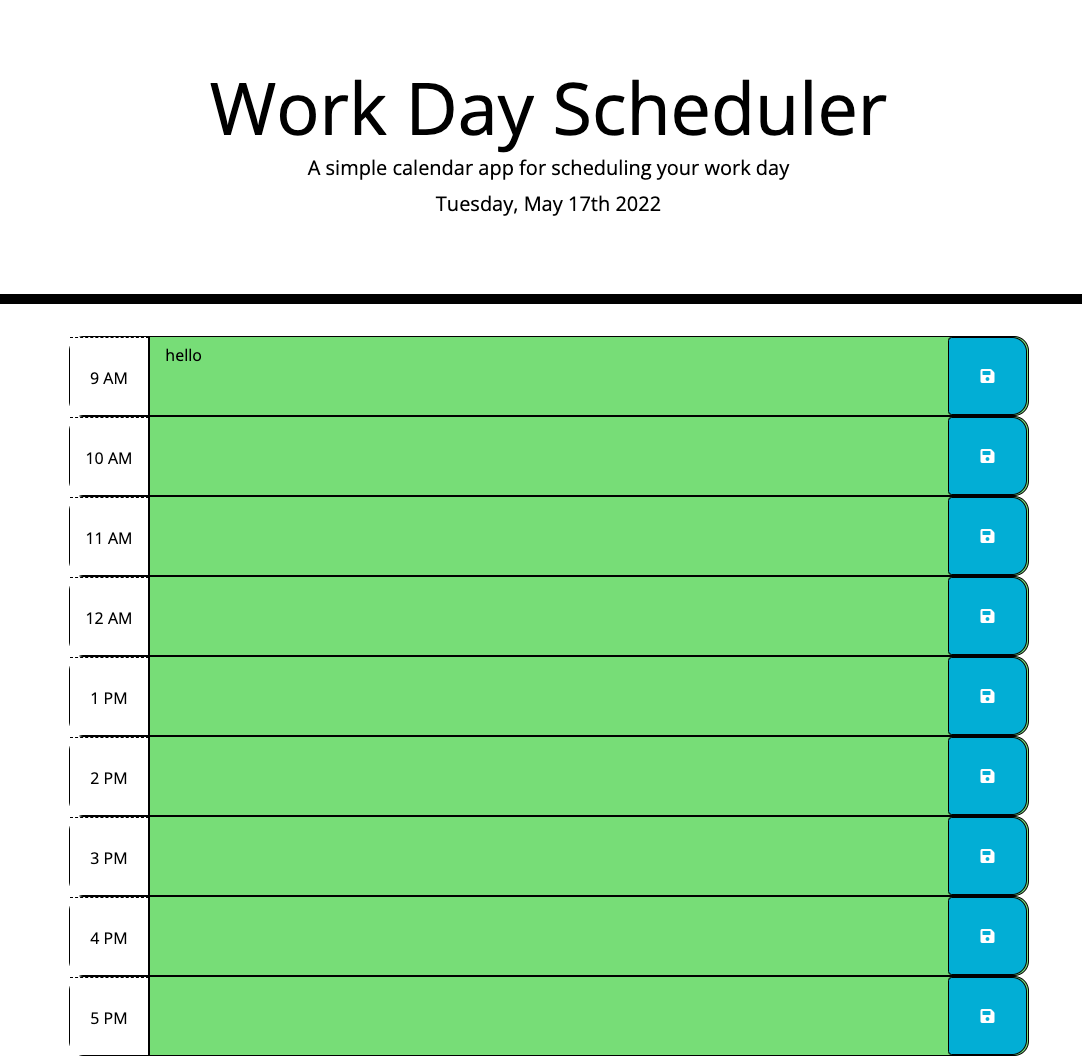 Work Day Scheduler
A simple calendar app for scheduling your work day
Tuesday, May 17th 2022
9 AM
hello
10 AM
11 AM
12 AM
1 PM
2 PM
3 PM
4 PM
5 PM